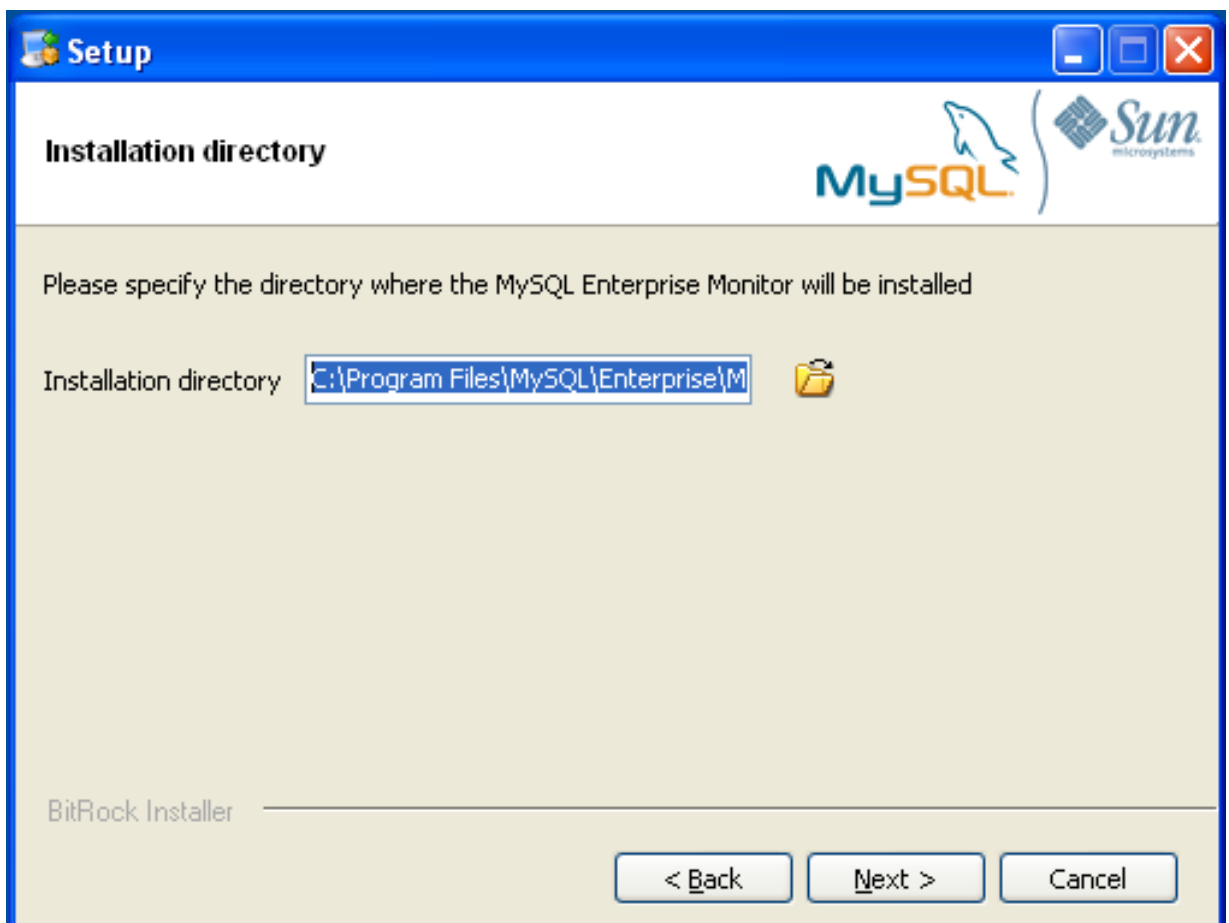 Setup
Installation directory
MySQL.
Sun
microsystems
Please specify the directory where the MySQL Enterprise Monitor will be installed
Installation directory C:\Program Files\MySQL\Enterprise\M
BitRock Installer
< Back Next > Cancel